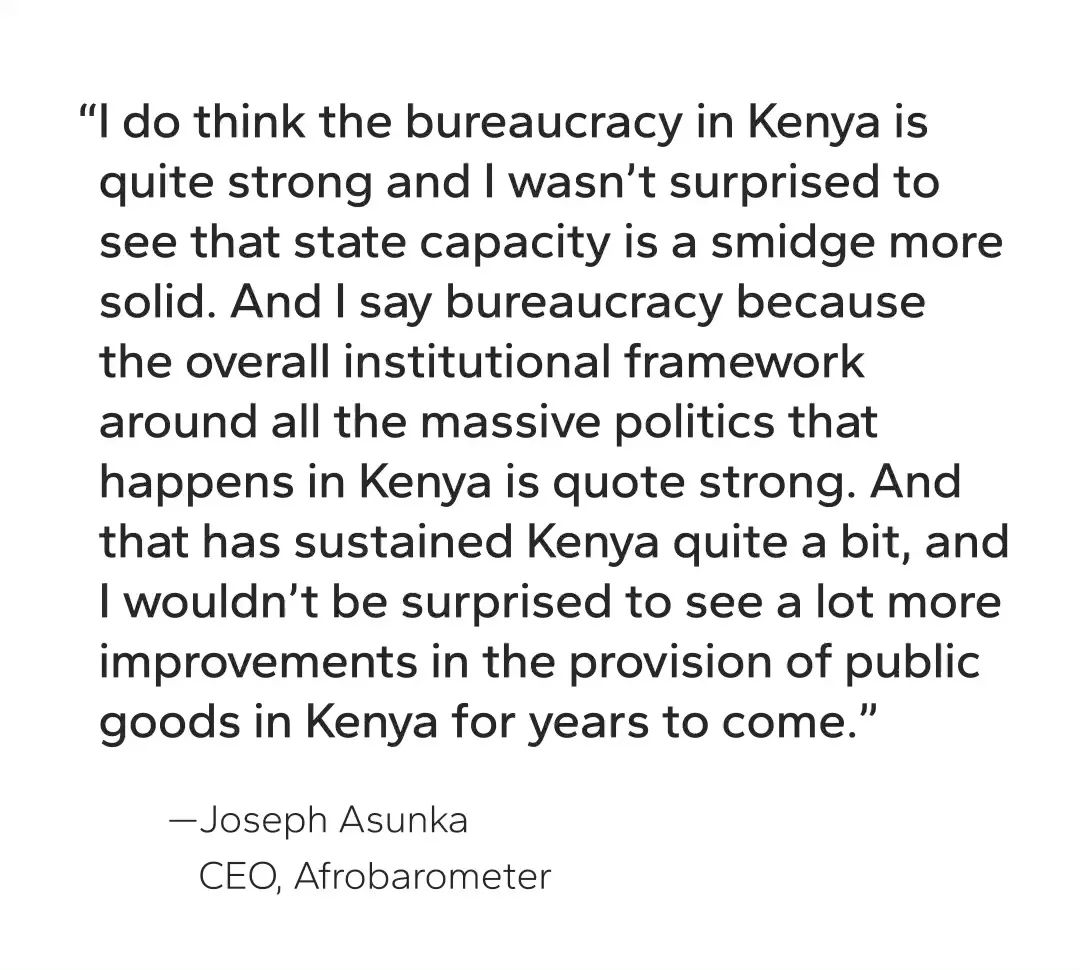 “I do think the bureaucracy in Kenya is
quite strong and I wasn’t surprised to
see that state capacity is a smidge more
solid. And I say bureaucracy because
the overall institutional framework
around all the massive politics that
happens in Kenya is quote strong. And
that has sustained Kenya quite a bit, and
I wouldn’t be surprised to see a lot more
improvements in the provision of public
goods in Kenya for years to come.”
—Joseph Asunka
CEO, Afrobarometer